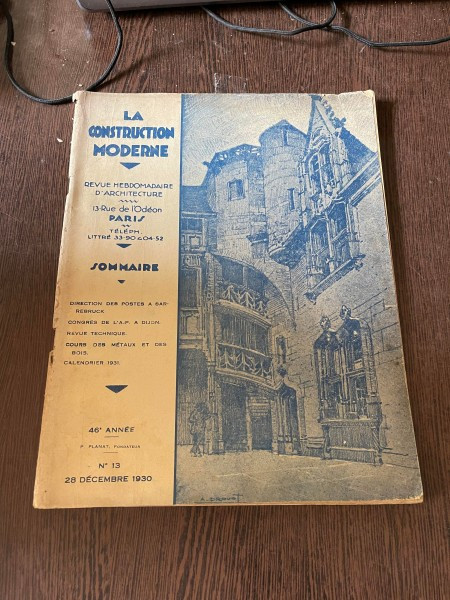 LA
CONSTRUCTION
MODERNE
REVUE HEBDOMADAIRE
D'ARCHITECTURE
13-Rue de l'Odéon
PARIS
TÉLÉPH.
LITTRÉ 33-90 & 04-52
SOMMAIRE
DIRECTION DES POSTES A SAR-
REBRUCK.
CONGRÈS DE L'A.P. A DIJON.
REVUE TECHNIQUE.
COURS DES MÉTAUX ET DES
BOIS.
CALENDRIER 1931.
46e ANNÉE
P. PLANAT, FONDATEUR
N° 13
28 DÉCEMBRE 1930